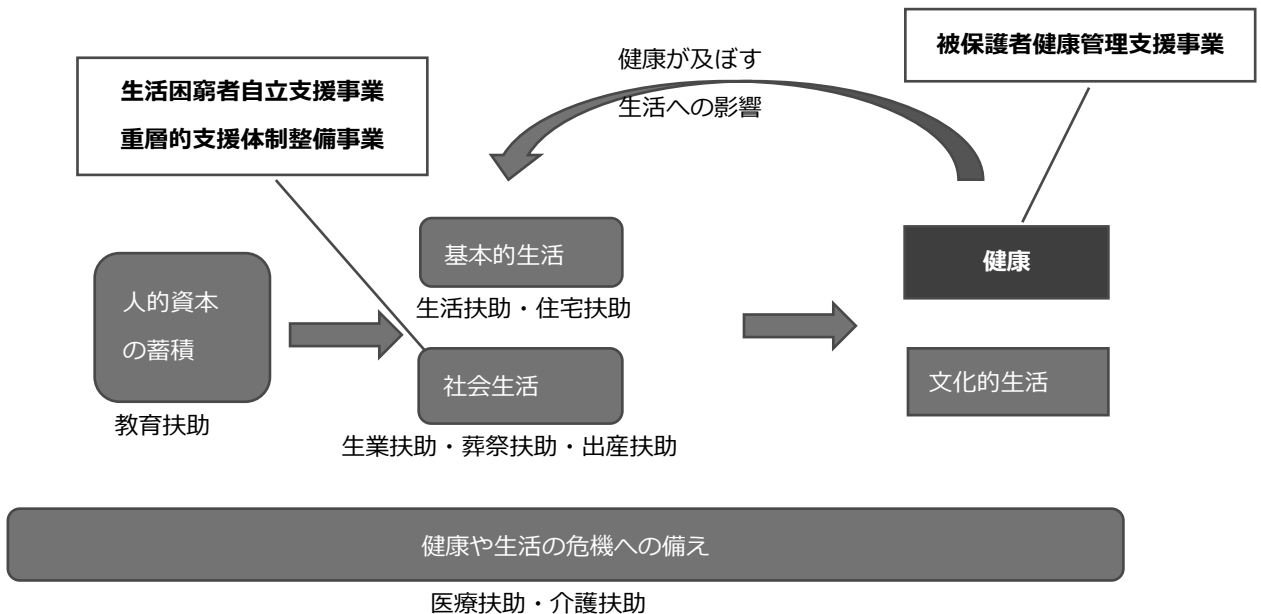 被保護者健康管理支援事業
健康が及ぼす
生活への影響
生活困窮者自立支援事業
重層的支援体制整備事業
基本的生活
生活扶助・住宅扶助
健康
人的資本
の蓄積
教育扶助
社会生活
生業扶助・葬祭扶助・出産扶助
文化的生活
健康や生活の危機への備え
医療扶助・介護扶助